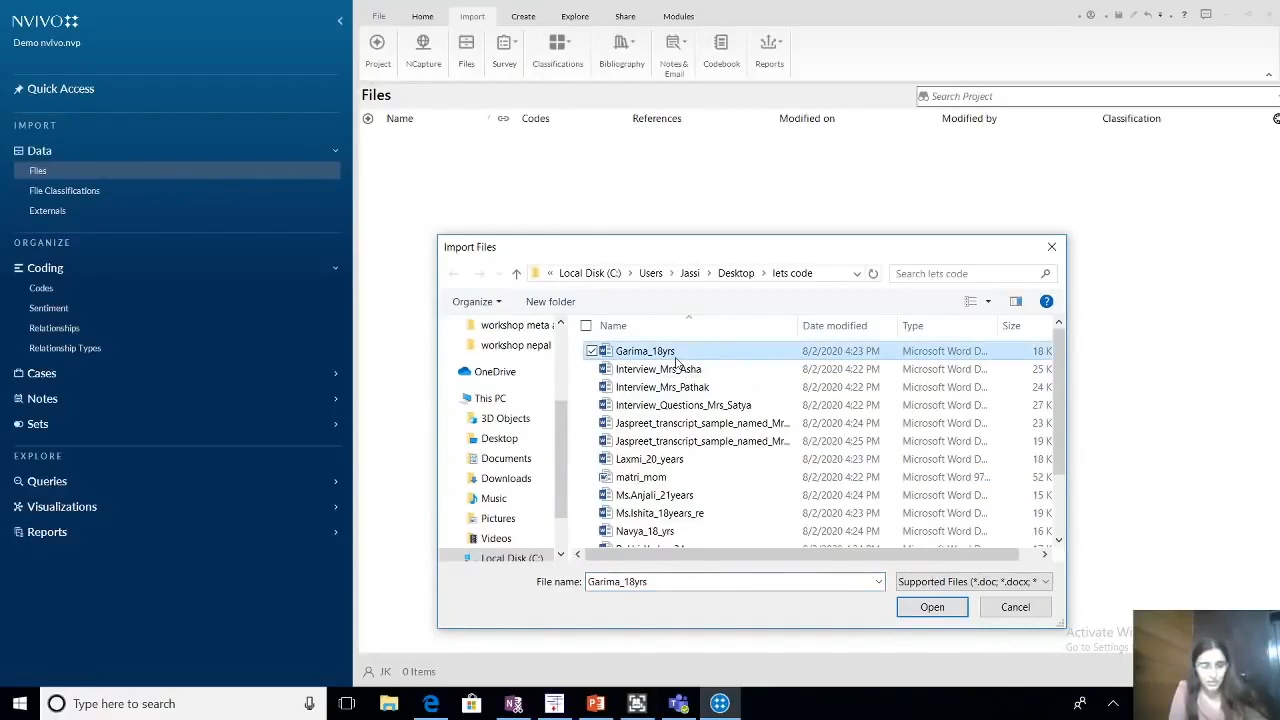 NVIVO
Demo nvivo.nvp
Quick Access
IMPORT
Data
Files
File Classifications
Externals
ORGANIZE
Coding
Codes
Sentiment
Relationships
Relationship Types
Cases
Notes
Sets
EXPLORE
Queries
Visualizations
Reports
File Home Import Create Explore Share Modules
Project NCapture Files Survey Classifications Bibliography Notes & Email Codebook Reports
Files
Search Project
Name Codes References Modified on Modified by Classification
Import Files
« Local Disk (C:) > Users > Jassi > Desktop > lets code
Search lets code
Organize New folder
workshop meta
workshop nepal
OneDrive
This PC
3D Objects
Desktop
Documents
Downloads
Music
Pictures
Videos
Local Disk (C:)
Name Date modified Type Size
Garima_18yrs 8/2/2020 4:23 PM Microsoft Word D... 18 K
Interview_Mrs_Asha 8/2/2020 4:22 PM Microsoft Word D... 25 K
Interview_Mrs_Pathak 8/2/2020 4:22 PM Microsoft Word D... 24 K
Interview_Questions_Mrs_Satya 8/2/2020 4:22 PM Microsoft Word D... 27 K
Jaspreet_transcript_sample_named_Mr... 8/2/2020 4:22 PM Microsoft Word D... 23 K
Jaspreet_transcript_sample_named_Mr... 8/2/2020 4:25 PM Microsoft Word D... 19 K
Laxmi_20_years 8/2/2020 4:23 PM Microsoft Word D... 18 K
matri_mom 8/2/2020 4:22 PM Microsoft Word 97... 52 K
Ms.Anjali_21years 8/2/2020 4:24 PM Microsoft Word D... 15 K
Ms.Ishita_18years_re 8/2/2020 4:23 PM Microsoft Word D... 19 K
Navya_18_yrs 8/2/2020 4:24 PM Microsoft Word D... 16 K
File name: Garima_18yrs
Supported Files (*.doc; *.docx; *
Open Cancel
Activate Wi
Go to Settings
JK 0 Items
Type here to search